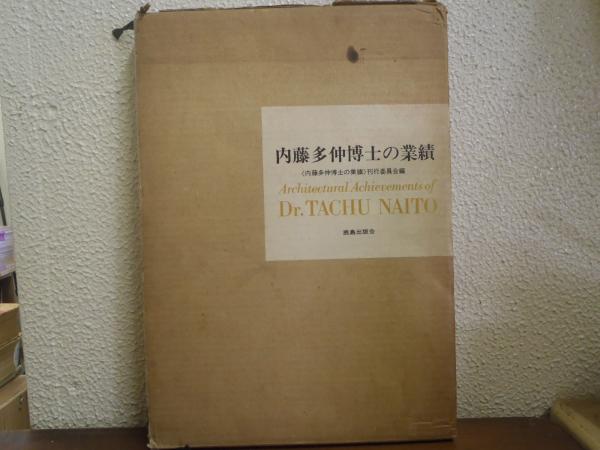 内藤多仲博士の業績
〈内藤多仲博士の業績〉刊行委員会編
Architectural Achievements of
Dr. TACHU NAITO
鹿島出版会